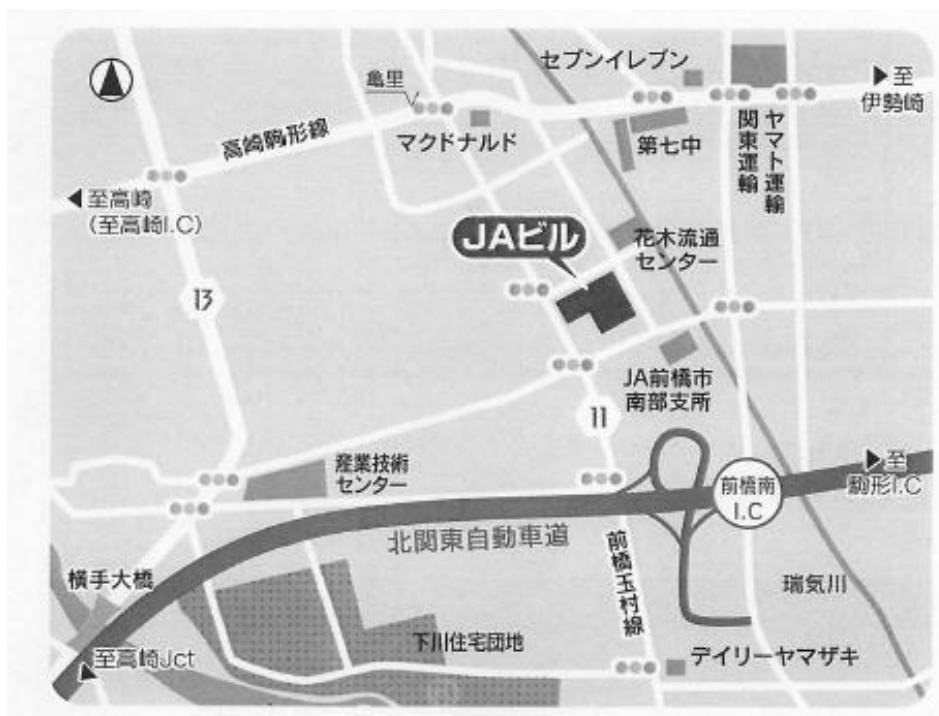 セブンイレブン
至
伊勢崎
亀里
マクドナルド
高崎駒形線
第七中
関東運輸
ヤマト運輸
至高崎
(至高崎I.C)
JAビル
花木流通
センター
13
JA前橋市
南部支所
11
産業技術
センター
至
駒形I.C
前橋南
I.C
北関東自動車道
前橋玉村線
横手大橋
瑞気川
下川住宅団地
至高崎Jct
デイリーヤマザキ